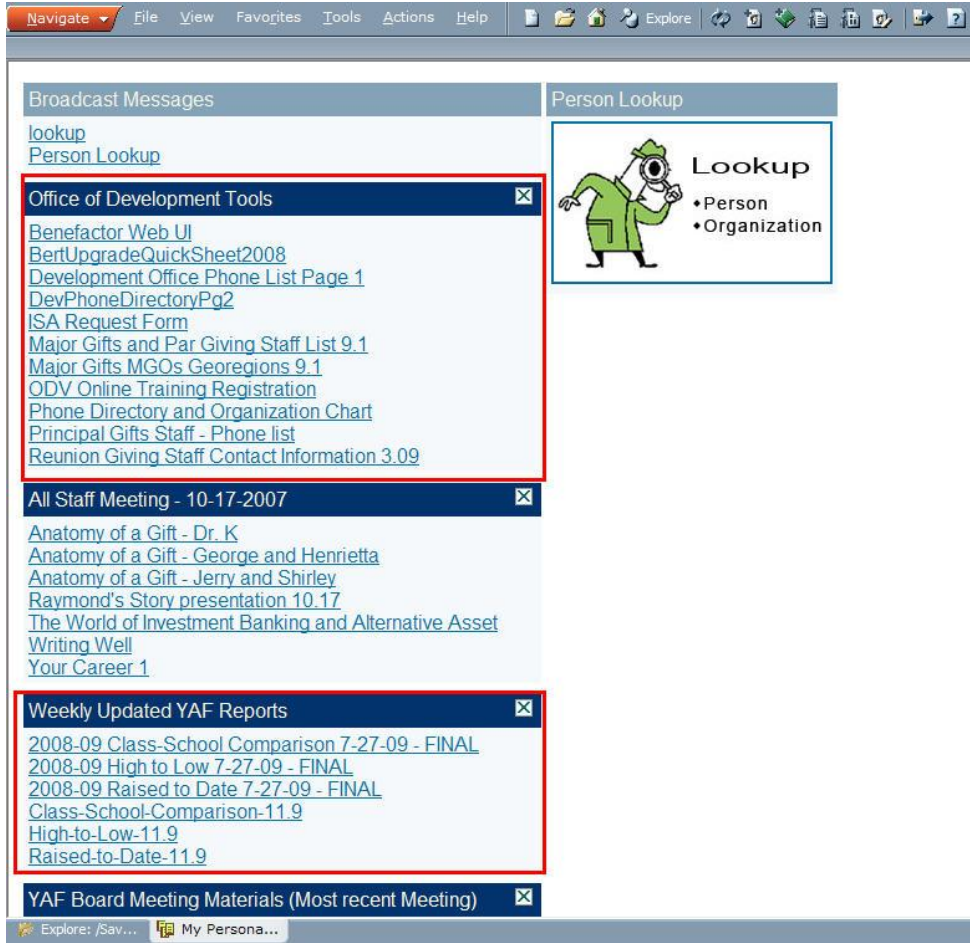 Navigate File View Favorites Tools Actions Help Explore
Broadcast Messages
lookup
Person Lookup
Office of Development Tools
Benefactor Web UI
BertUpgradeQuickSheet2008
Development Office Phone List Page 1
DevPhoneDirectoryPg2
ISA Request Form
Major Gifts and Par Giving Staff List 9.1
Major Gifts MGOs Georegions 9.1
ODV Online Training Registration
Phone Directory and Organization Chart
Principal Gifts Staff - Phone list
Reunion Giving Staff Contact Information 3.09
All Staff Meeting - 10-17-2007
Anatomy of a Gift - Dr. K
Anatomy of a Gift - George and Henrietta
Anatomy of a Gift - Jerry and Shirley
Raymond's Story presentation 10.17
The World of Investment Banking and Alternative Asset
Writing Well
Your Career 1
Weekly Updated YAF Reports
2008-09 Class-School Comparison 7-27-09 - FINAL
2008-09 High to Low 7-27-09 - FINAL
2008-09 Raised to Date 7-27-09 - FINAL
Class-School-Comparison-11.9
High-to-Low-11.9
Raised-to-Date-11.9
YAF Board Meeting Materials (Most recent Meeting)
Person Lookup
Lookup
•Person
•Organization
Explore: /Sav... My Persona...